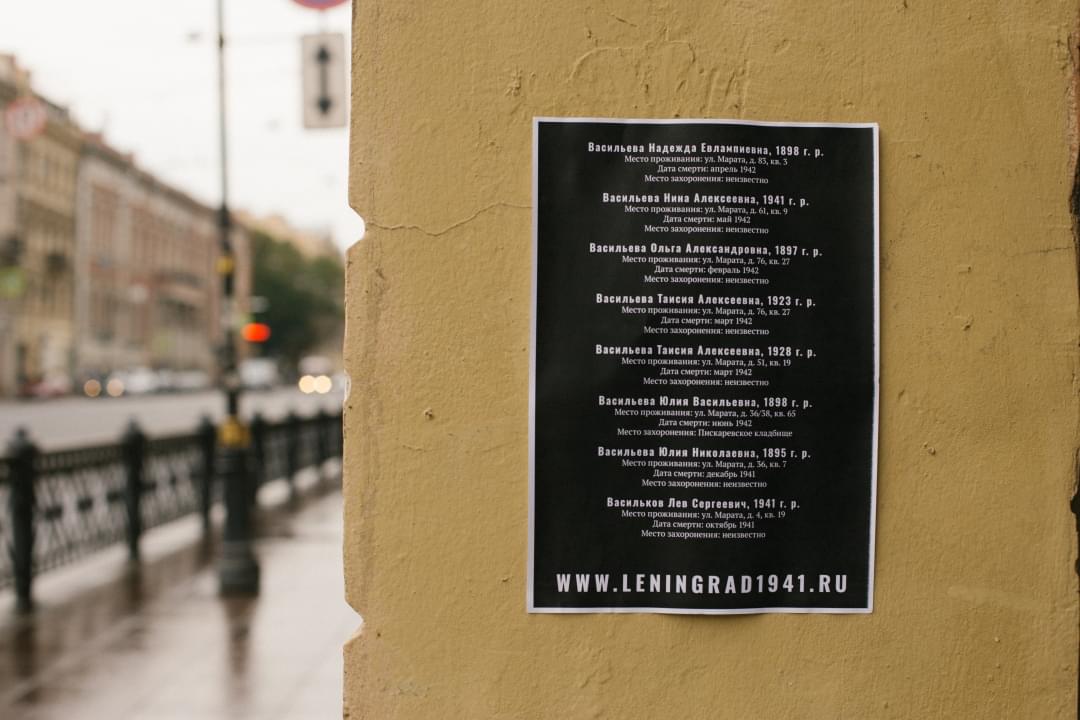 Васильева Надежда Евлампиевна, 1898 г. р.
Место проживания: ул. Марата, д. 83, кв. 3
Дата смерти: апрель 1942
Место захоронения: неизвестно
Васильева Нина Алексеевна, 1941 г. р.
Место проживания: ул. Марата, д. 61, кв. 9
Дата смерти: май 1942
Место захоронения: неизвестно
Васильева Ольга Александровна, 1897 г. р.
Место проживания: ул. Марата, д. 76, кв. 27
Дата смерти: февраль 1942
Место захоронения: неизвестно
Васильева Таисия Алексеевна, 1923 г. р.
Место проживания: ул. Марата, д. 76, кв. 27
Дата смерти: март 1942
Место захоронения: неизвестно
Васильева Таисия Алексеевна, 1928 г. р.
Место проживания: ул. Марата, д. 51, кв. 19
Дата смерти: март 1942
Место захоронения: неизвестно
Васильева Юлия Васильевна, 1898 г. р.
Место проживания: ул. Марата, д. 36/38, кв. 65
Дата смерти: июнь 1942
Место захоронения: Пискаревское кладбище
Васильева Юлия Николаевна, 1895 г. р.
Место проживания: ул. Марата, д. 36, кв. 7
Дата смерти: декабрь 1941
Место захоронения: неизвестно
Васильков Лев Сергеевич, 1941 г. р.
Место проживания: ул. Марата, д. 4, кв. 19
Дата смерти: октябрь 1941
Место захоронения: неизвестно
WWW.LENINGRAD1941.RU